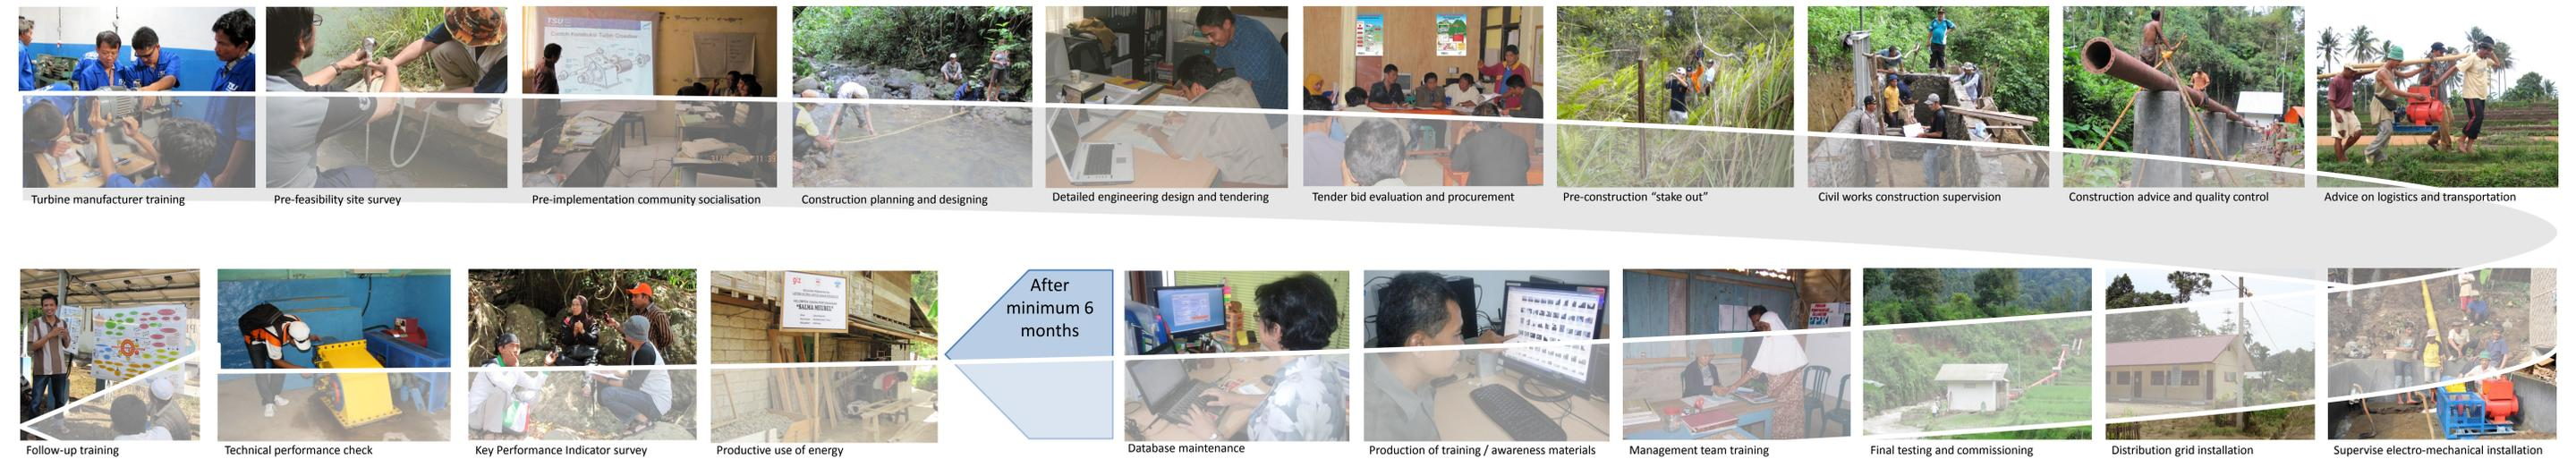 TSU
Turbine manufacturer training
Pre-feasibility site survey
Pre-implementation community socialisation
Construction planning and designing
Detailed engineering design and tendering
Tender bid evaluation and procurement
Pre-construction “stake out”
Civil works construction supervision
Construction advice and quality control
Advice on logistics and transportation
After
minimum 6
months
Follow-up training
Technical performance check
Key Performance Indicator survey
Productive use of energy
Database maintenance
Production of training / awareness materials
Management team training
Final testing and commissioning
Distribution grid installation
Supervise electro-mechanical installation